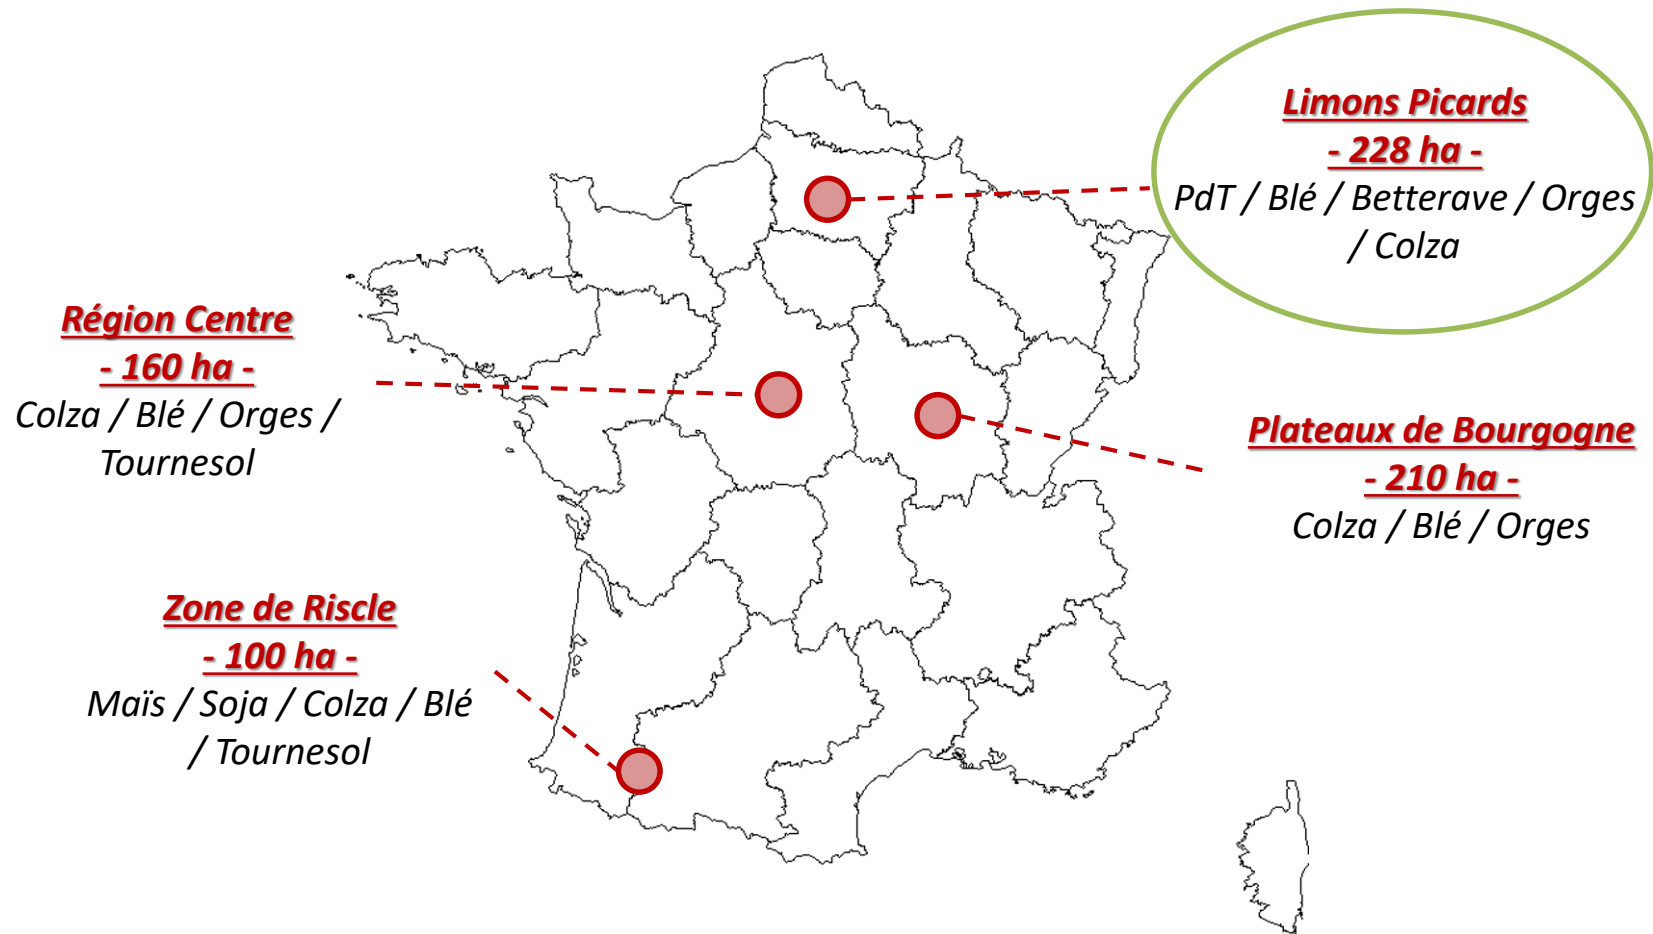 Limons Picards
- 228 ha -
PdT / Blé / Betterave / Orges
/ Colza
Région Centre
- 160 ha -
Colza / Blé / Orges /
Tournesol
Plateaux de Bourgogne
- 210 ha -
Colza / Blé / Orges
Zone de Riscle
- 100 ha -
Maïs / Soja / Colza / Blé
/ Tournesol